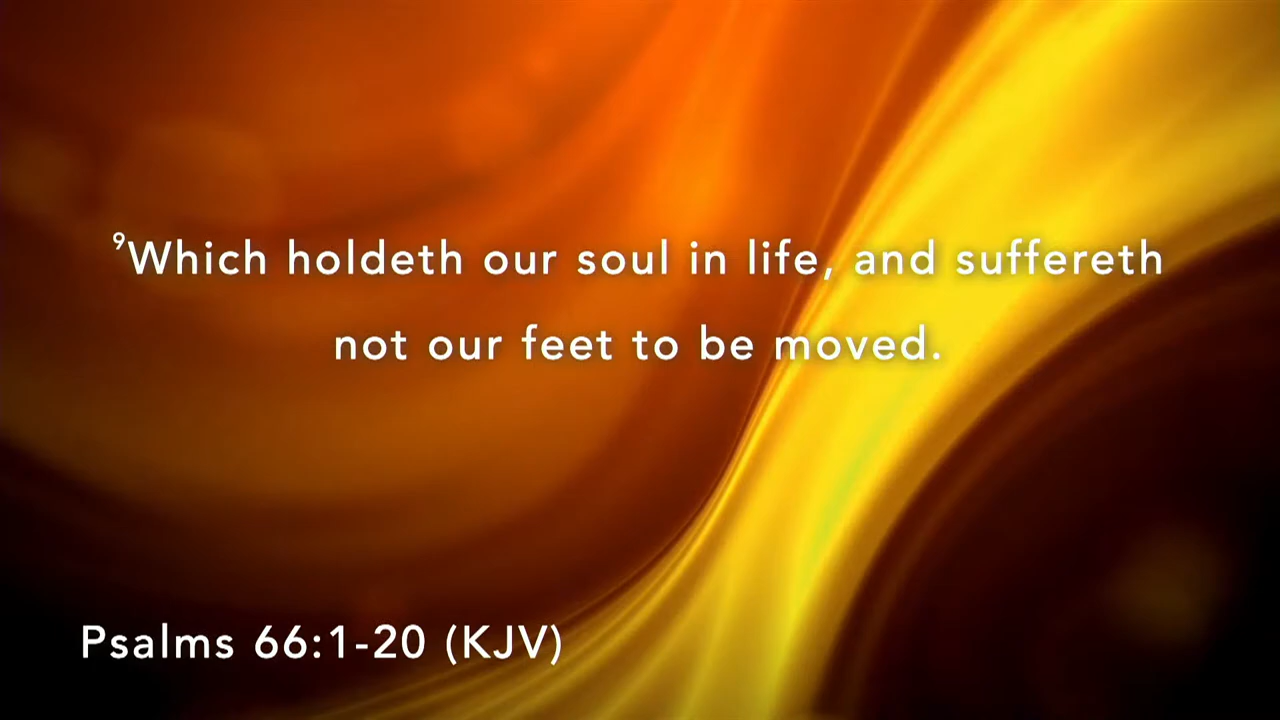 ⁹Which holdeth our soul in life, and suffereth
not our feet to be moved.
Psalms 66:1-20 (KJV)